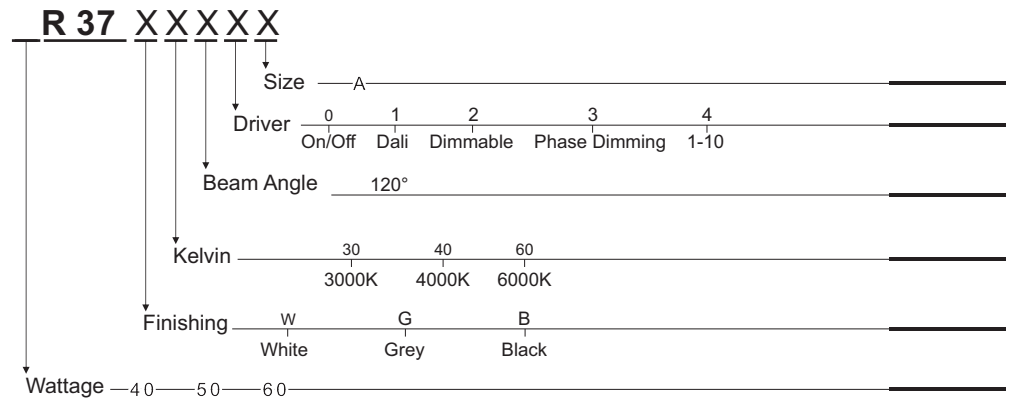 _ R 37 X X X X X
Size A
0 1 2 3 4
Driver
On/Off Dali Dimmable Phase Dimming 1-10
Beam Angle 120°
30 40 60
Kelvin
3000K 4000K 6000K
W G B
Finishing
White Grey Black
Wattage 40 50 60